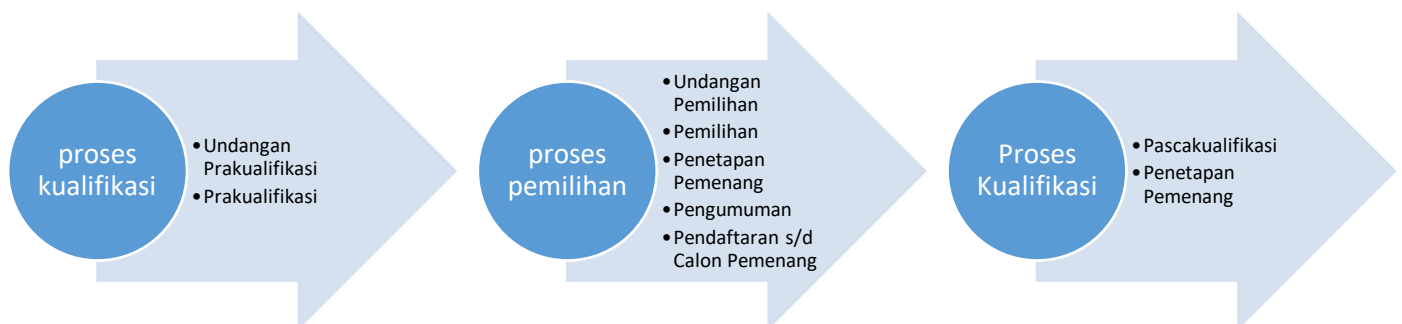 proses
kualifikasi
•Undangan
Prakualifikasi
•Prakualifikasi
proses
pemilihan
•Undangan
Pemilihan
•Pemilihan
•Penetapan
Pemenang
•Pengumuman
•Pendaftaran s/d
Calon Pemenang
Proses
Kualifikasi
•Pascakualifikasi
•Penetapan
Pemenang